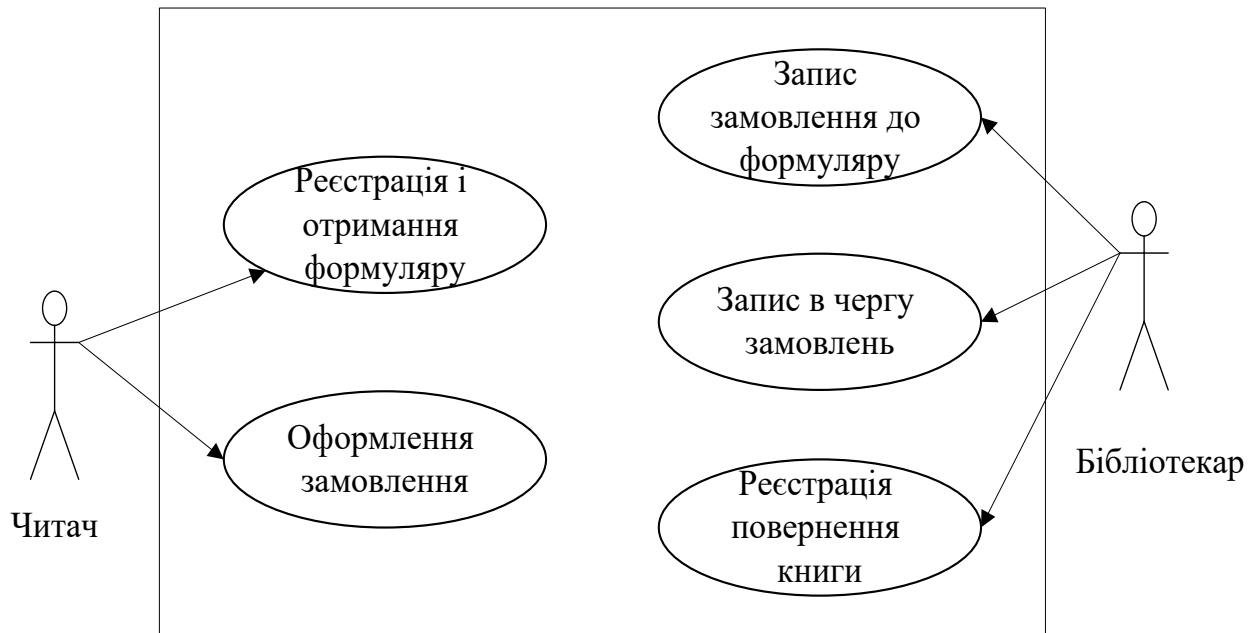 Запис
замовлення до
формуляру
Реєстрація і
отримання
формуляру
Запис в чергу
замовлень
Оформлення
замовлення
Бібліотекар
Реєстрація
повернення
книги
Читач